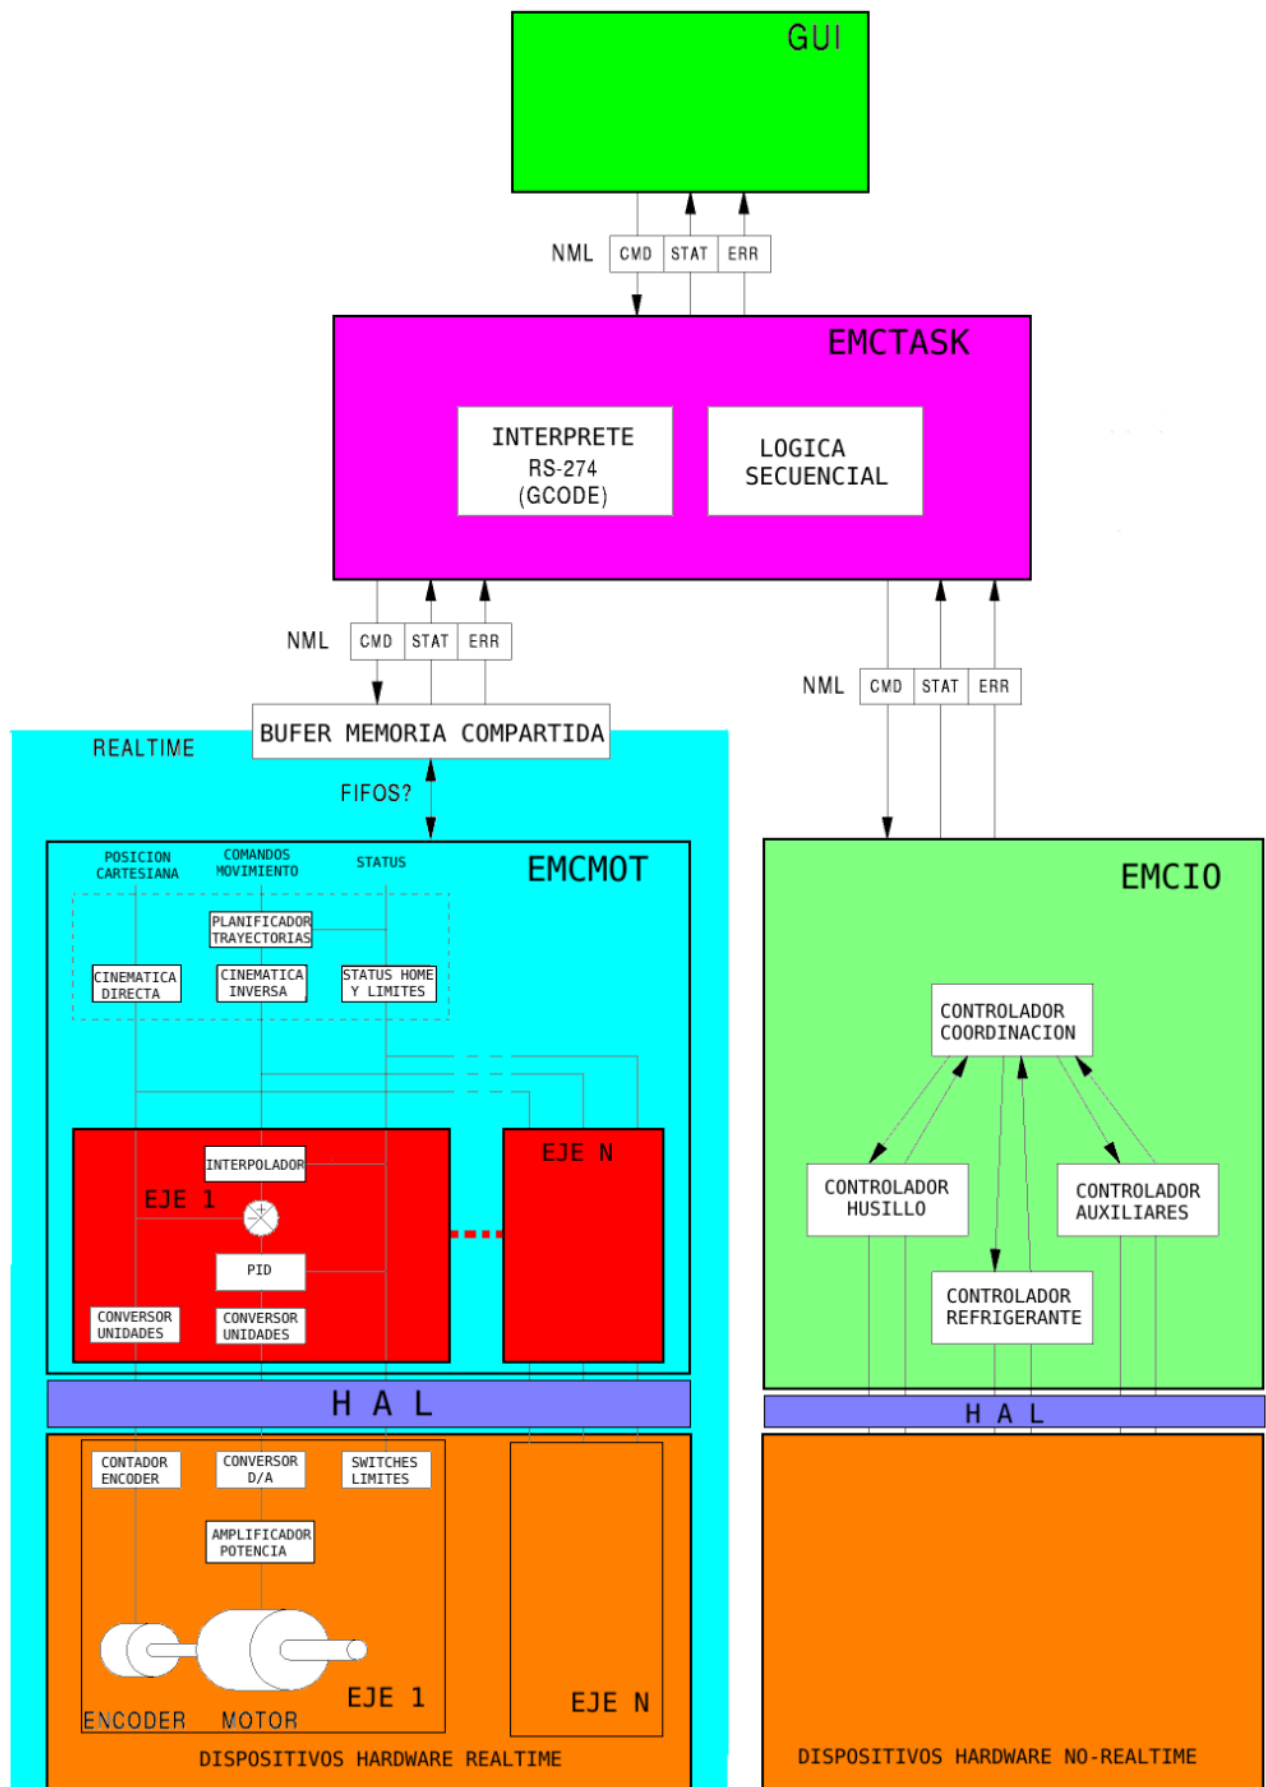 GUI
NML CMD STAT ERR
EMCTASK
INTERPRETE
RS-274
(GCODE)
LOGICA
SECUENCIAL
NML CMD STAT ERR
NML CMD STAT ERR
BUFER MEMORIA COMPARTIDA
REALTIME
FIFOS?
EMCMOT
POSICION
CARTESIANA
COMANDOS
MOVIMIENTO
STATUS
PLANIFICADOR
TRAYECTORIAS
CINEMATICA
DIRECTA
CINEMATICA
INVERSA
STATUS HOME
Y LIMITES
INTERPOLADOR
EJE 1
+
−
PID
CONVERSOR
UNIDADES
CONVERSOR
UNIDADES
EJE N
H A L
CONTADOR
ENCODER
CONVERSOR
D/A
SWITCHES
LIMITES
AMPLIFICADOR
POTENCIA
ENCODER
MOTOR
EJE 1
EJE N
DISPOSITIVOS HARDWARE REALTIME
EMCIO
CONTROLADOR
COORDINACION
CONTROLADOR
HUSILLO
CONTROLADOR
AUXILIARES
CONTROLADOR
REFRIGERANTE
H A L
DISPOSITIVOS HARDWARE NO-REALTIME